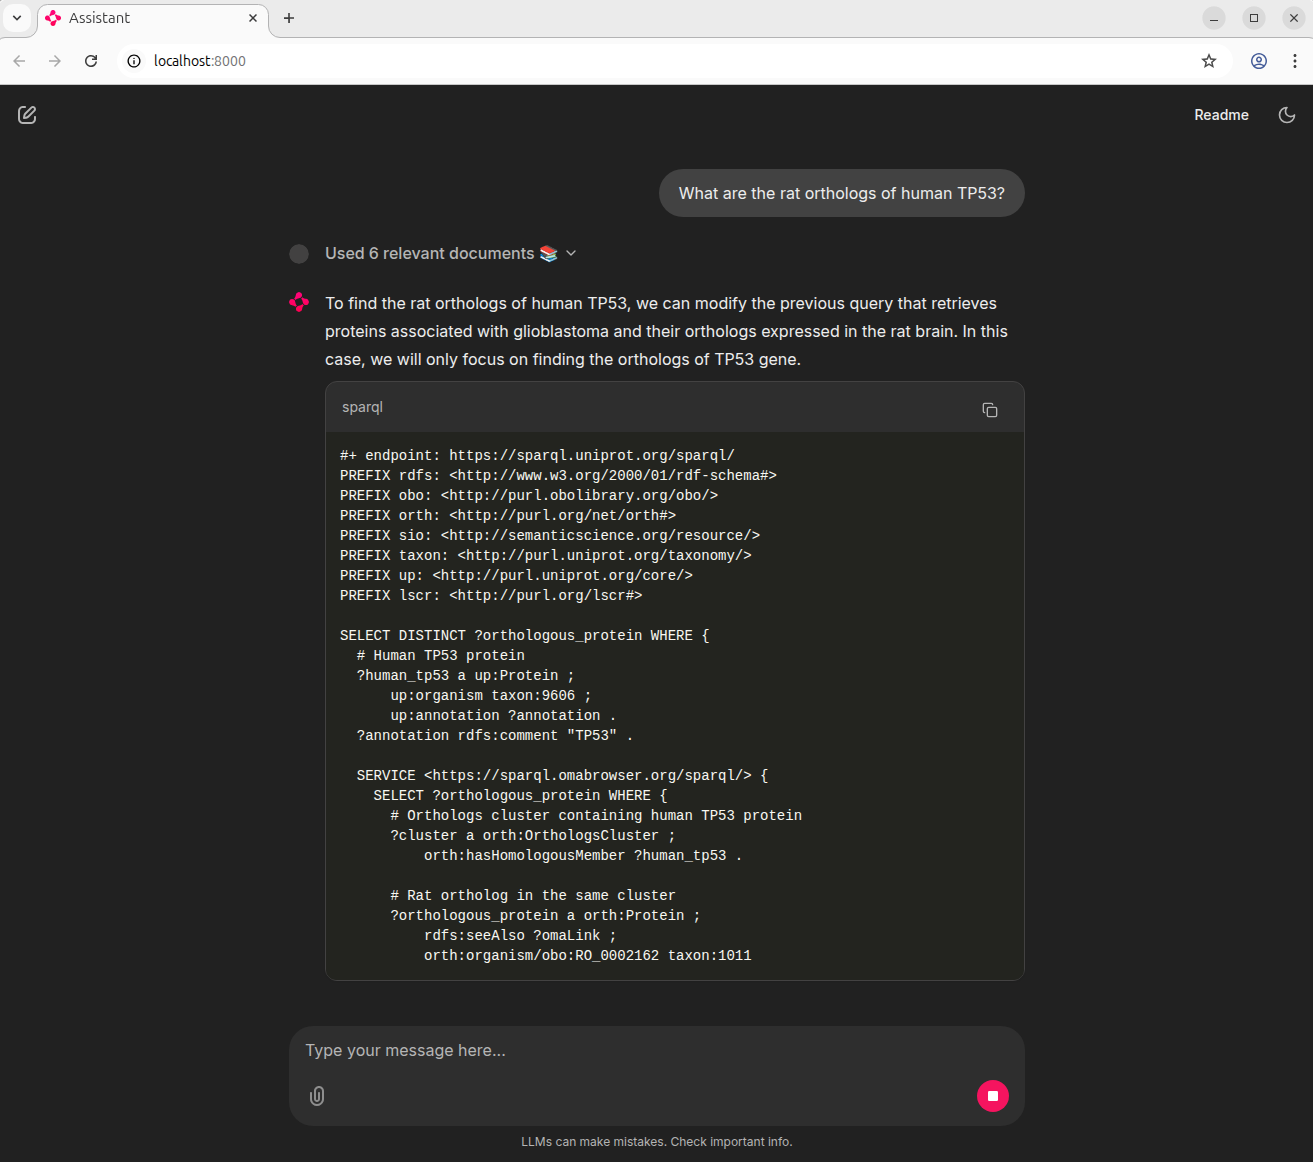 Assistant
localhost:8000
Readme
What are the rat orthologs of human TP53?
Used 6 relevant documents 📚
To find the rat orthologs of human TP53, we can modify the previous query that retrieves
proteins associated with glioblastoma and their orthologs expressed in the rat brain. In this
case, we will only focus on finding the orthologs of TP53 gene.
sparql
#+ endpoint: https://sparql.uniprot.org/sparql/
PREFIX rdfs: <http://www.w3.org/2000/01/rdf-schema#>
PREFIX obo: <http://purl.obolibrary.org/obo/>
PREFIX orth: <http://purl.org/net/orth#>
PREFIX sio: <http://semanticscience.org/resource/>
PREFIX taxon: <http://purl.uniprot.org/taxonomy/>
PREFIX up: <http://purl.uniprot.org/core/>
PREFIX lscr: <http://purl.org/lscr#>

SELECT DISTINCT ?orthologous_protein WHERE {
  # Human TP53 protein
  ?human_tp53 a up:Protein ;
      up:organism taxon:9606 ;
      up:annotation ?annotation .
  ?annotation rdfs:comment "TP53" .

  SERVICE <https://sparql.omabrowser.org/sparql/> {
    SELECT ?orthologous_protein WHERE {
      # Orthologs cluster containing human TP53 protein
      ?cluster a orth:OrthologsCluster ;
          orth:hasHomologousMember ?human_tp53 .

      # Rat ortholog in the same cluster
      ?orthologous_protein a orth:Protein ;
          rdfs:seeAlso ?omaLink ;
          orth:organism/obo:RO_0002162 taxon:1011
Type your message here...
LLMs can make mistakes. Check important info.